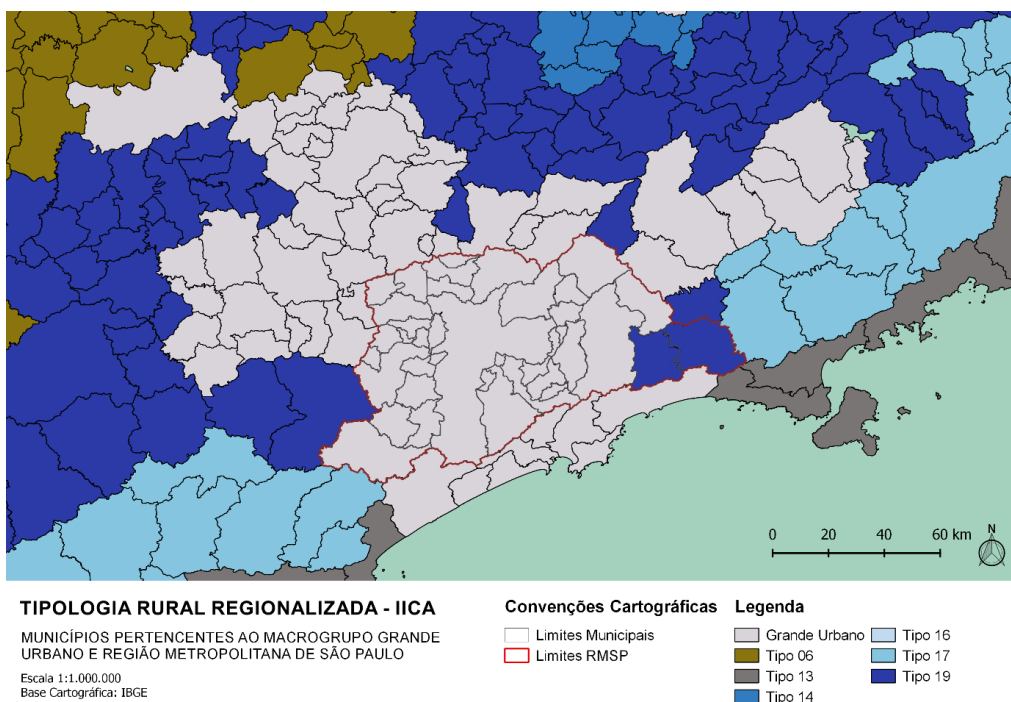 0 20 40 60 km
N
TIPOLOGIA RURAL REGIONALIZADA - IICA
MUNICÍPIOS PERTENCENTES AO MACROGRUPO GRANDE
URBANO E REGIÃO METROPOLITANA DE SÃO PAULO
Escala 1:1.000.000
Base Cartográfica: IBGE
Convenções Cartográficas
Limites Municipais
Limites RMSP
Legenda
Grande Urbano
Tipo 06
Tipo 13
Tipo 14
Tipo 16
Tipo 17
Tipo 19